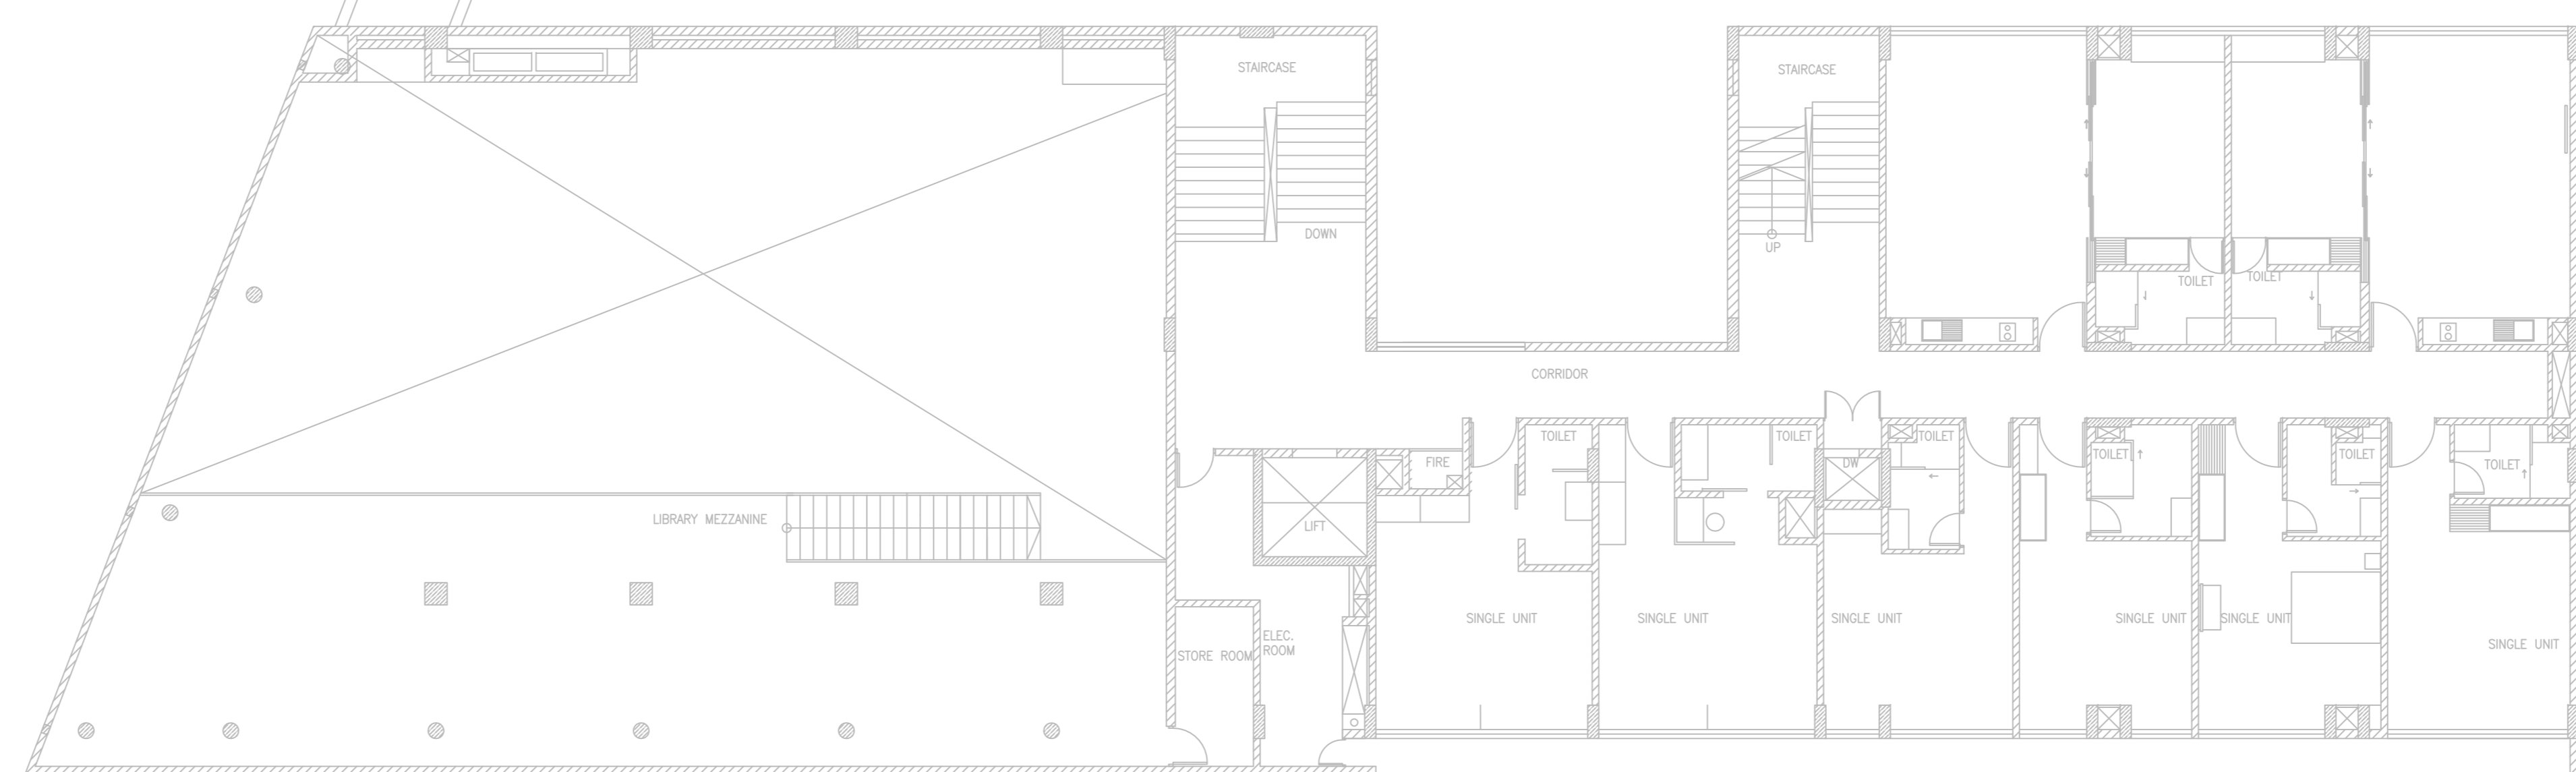 STAIRCASE
STAIRCASE
DOWN
UP
TOILET
TOILET
CORRIDOR
TOILET
TOILET
TOILET
TOILET
TOILET
TOILET
FIRE
DW
LIFT
LIBRARY MEZZANINE
SINGLE UNIT
SINGLE UNIT
SINGLE UNIT
SINGLE UNIT
SINGLE UNIT
SINGLE UNIT
STORE ROOM
ELEC.
ROOM